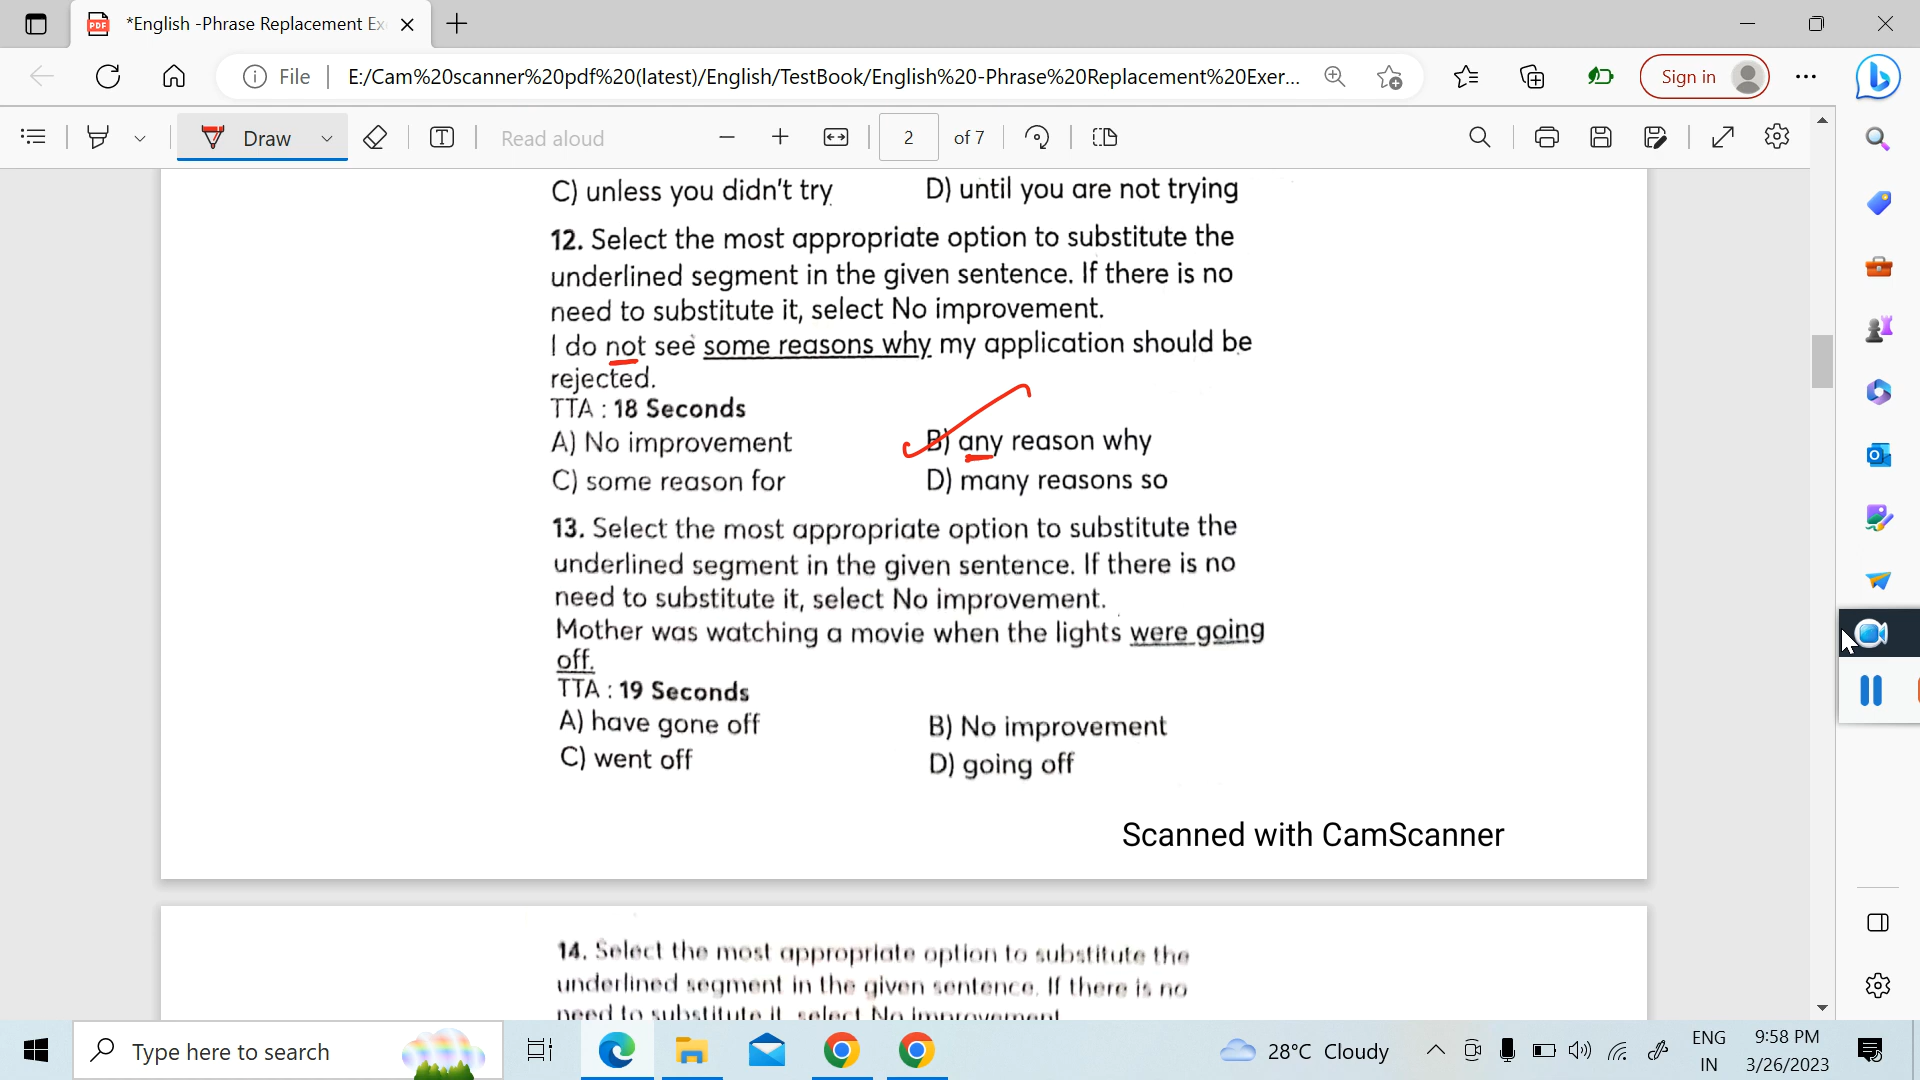 *English -Phrase Replacement Ex
File
E:/Cam%20scanner%20pdf%20(latest)/English/TestBook/English%20-Phrase%20Replacement%20Exer...
Sign in
Draw
Read aloud
2 of 7
C) unless you didn't try D) until you are not trying
12. Select the most appropriate option to substitute the
underlined segment in the given sentence. If there is no
need to substitute it, select No improvement.
I do not see some reasons why my application should be
rejected.
TTA : 18 Seconds
A) No improvement B) any reason why
C) some reason for D) many reasons so
13. Select the most appropriate option to substitute the
underlined segment in the given sentence. If there is no
need to substitute it, select No improvement.
Mother was watching a movie when the lights were going
off.
TTA : 19 Seconds
A) have gone off B) No improvement
C) went off D) going off
Scanned with CamScanner
14. Select the most appropriate option to substitute the
underlined segment in the given sentence. If there is no
need to substitute it, select No improvement
Type here to search
28°C Cloudy
ENG
IN
9:58 PM
3/26/2023